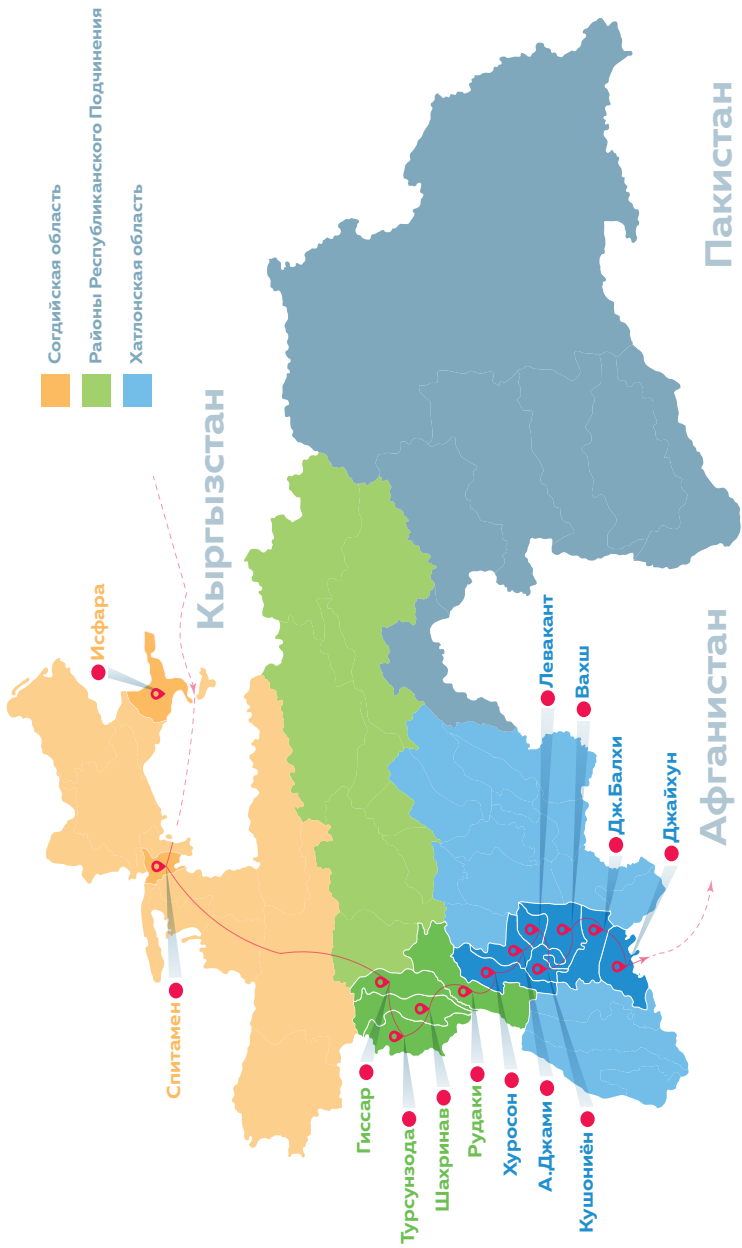 Согдийская область
Районы Республиканского Подчинения
Хатлонская область
Кыргызстан
Пакистан
Афганистан
Исфара
Спитамен
Гиссар
Турсунзода
Шахринав
Рудаки
Хуросон
А.Джами
Кушониён
Левакант
Вахш
Дж.Балхи
Джайхун